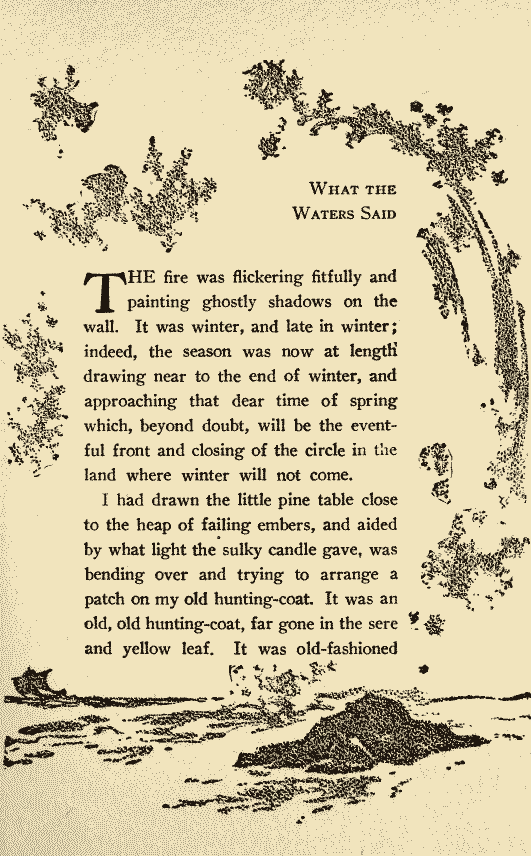 WHAT THE
WATERS SAID
THE fire was flickering fitfully and
painting ghostly shadows on the
wall. It was winter, and late in winter;
indeed, the season was now at length
drawing near to the end of winter, and
approaching that dear time of spring
which, beyond doubt, will be the event-
ful front and closing of the circle in the
land where winter will not come.
I had drawn the little pine table close
to the heap of failing embers, and aided
by what light the sulky candle gave, was
bending over and trying to arrange a
patch on my old hunting-coat. It was an
old, old hunting-coat, far gone in the sere
and yellow leaf. It was old-fashioned